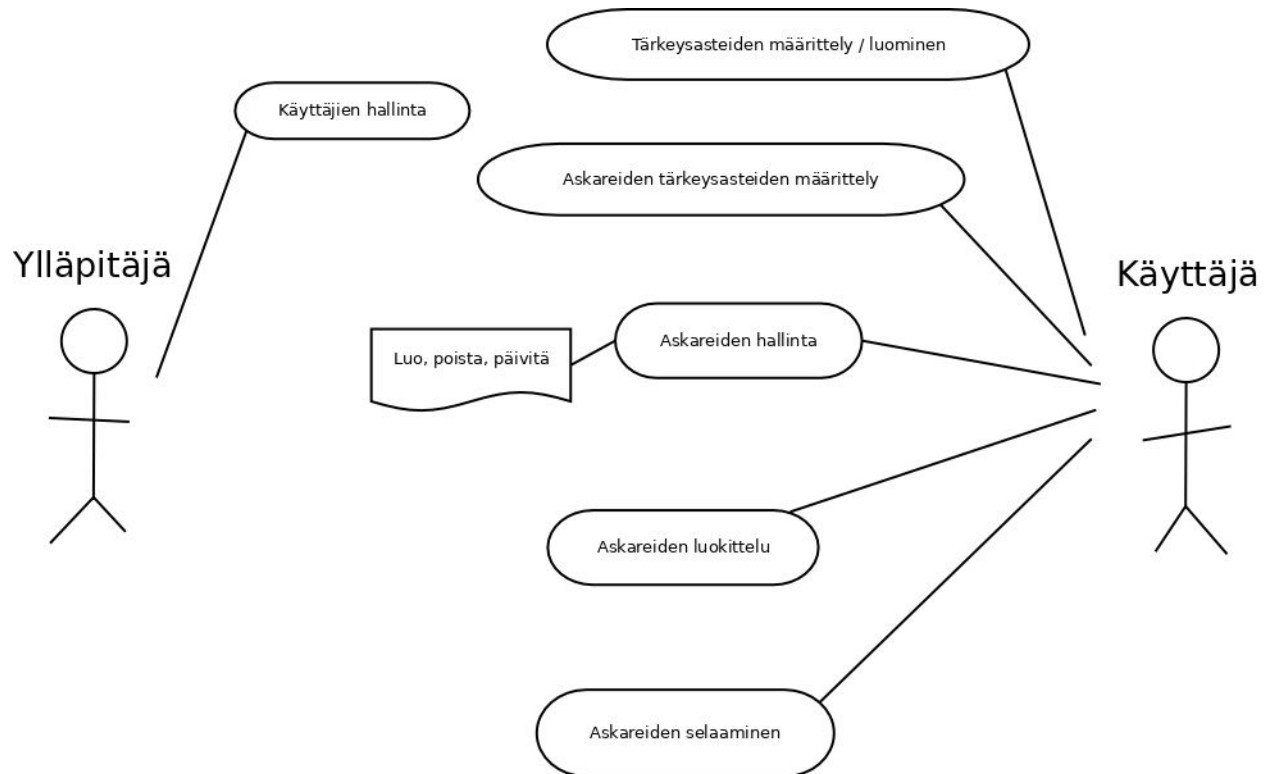 Tärkeysasteiden määrittely / luominen
Käyttäjien hallinta
Askareiden tärkeysasteiden määrittely
Ylläpitäjä
Käyttäjä
Luo, poista, päivitä
Askareiden hallinta
Askareiden luokittelu
Askareiden selaaminen